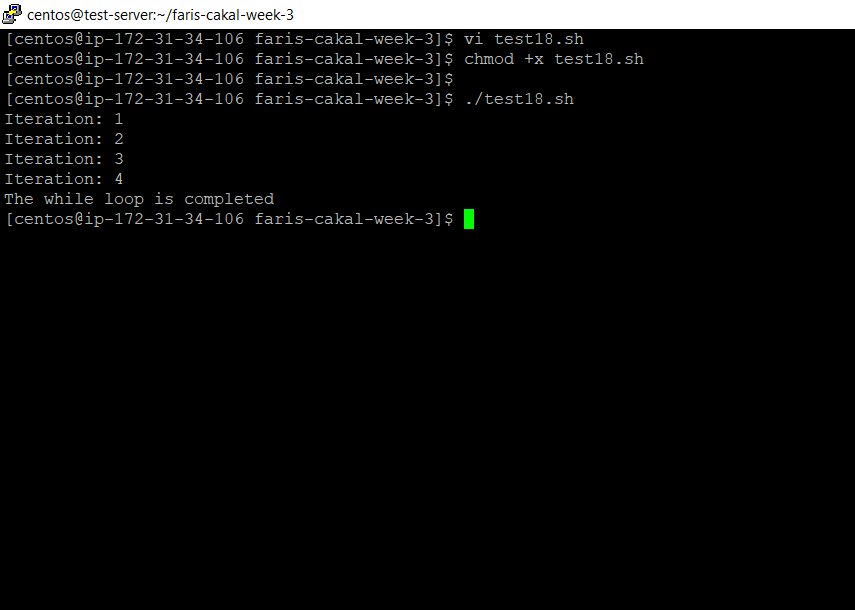 centos@test-server:~/faris-cakal-week-3
[centos@ip-172-31-34-106 faris-cakal-week-3]$ vi test18.sh
[centos@ip-172-31-34-106 faris-cakal-week-3]$ chmod +x test18.sh
[centos@ip-172-31-34-106 faris-cakal-week-3]$
[centos@ip-172-31-34-106 faris-cakal-week-3]$ ./test18.sh
Iteration: 1
Iteration: 2
Iteration: 3
Iteration: 4
The while loop is completed
[centos@ip-172-31-34-106 faris-cakal-week-3]$